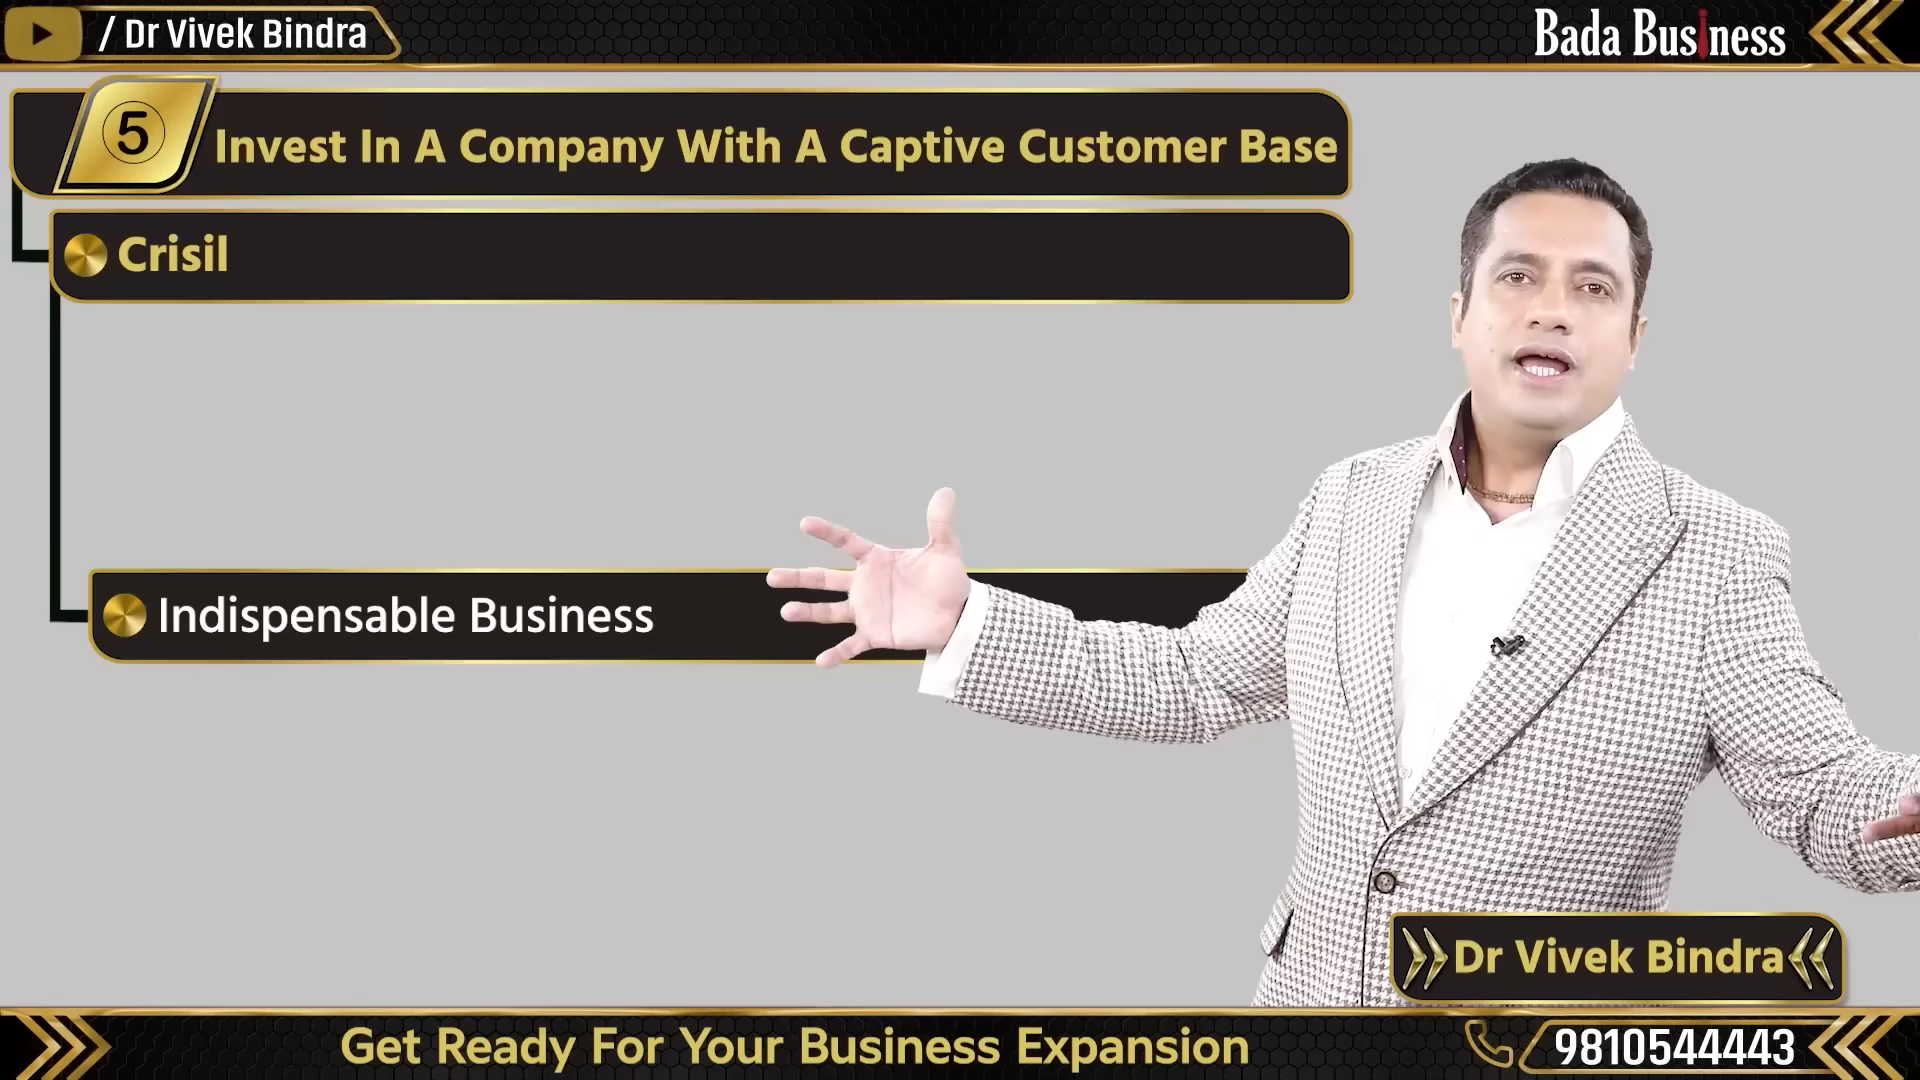 / Dr Vivek Bindra
Bada Business
5 Invest In A Company With A Captive Customer Base
Crisil
Indispensable Business
Dr Vivek Bindra
Get Ready For Your Business Expansion
9810544443